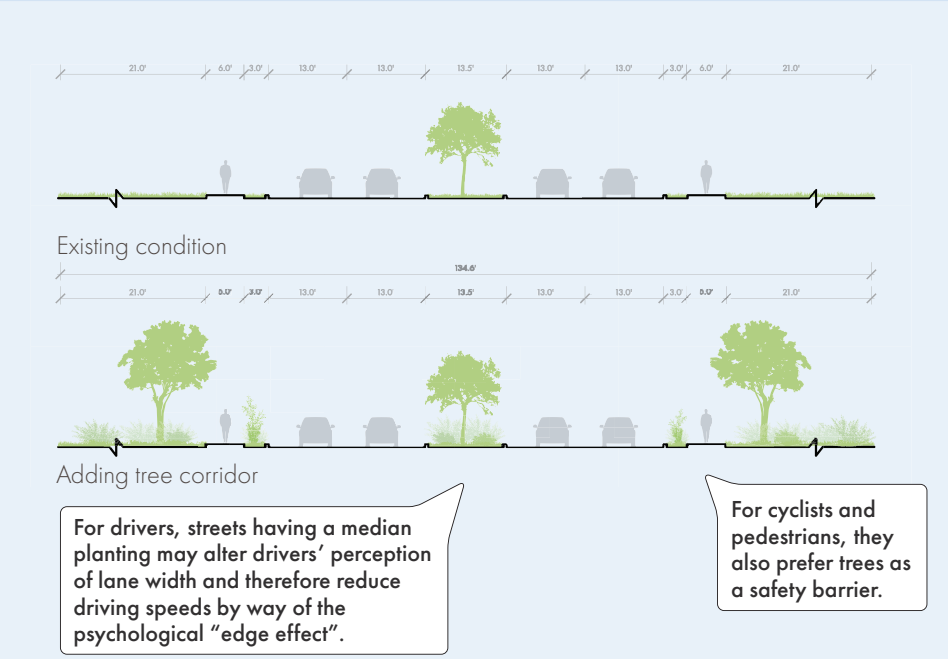 21.0' 6.0' 3.0' 13.0' 13.0' 13.5' 13.0' 13.0' 3.0' 6.0' 21.0'
Existing condition
134.6'
21.0' 3.0' 13.0' 13.0' 13.5' 13.0' 13.0' 3.0' 21.0'
Adding tree corridor
For drivers, streets having a median
planting may alter drivers’ perception
of lane width and therefore reduce
driving speeds by way of the
psychological “edge effect”.
For cyclists and
pedestrians, they
also prefer trees as
a safety barrier.